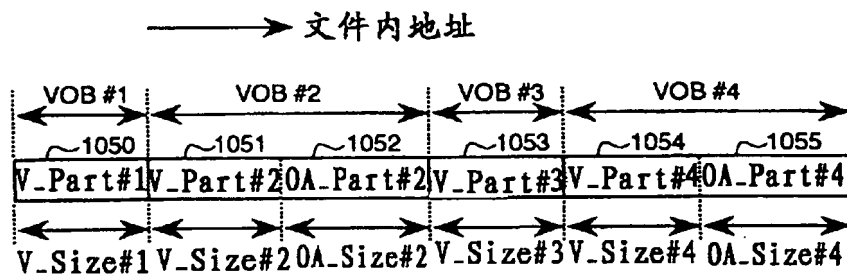 文件内地址
VOB #1 VOB #2 VOB #3 VOB #4
1050 1051 1052 1053 1054 1055
V_Part#1 V_Part#2 OA_Part#2 V_Part#3 V_Part#4 OA_Part#4
V_Size#1 V_Size#2 OA_Size#2 V_Size#3 V_Size#4 OA_Size#4